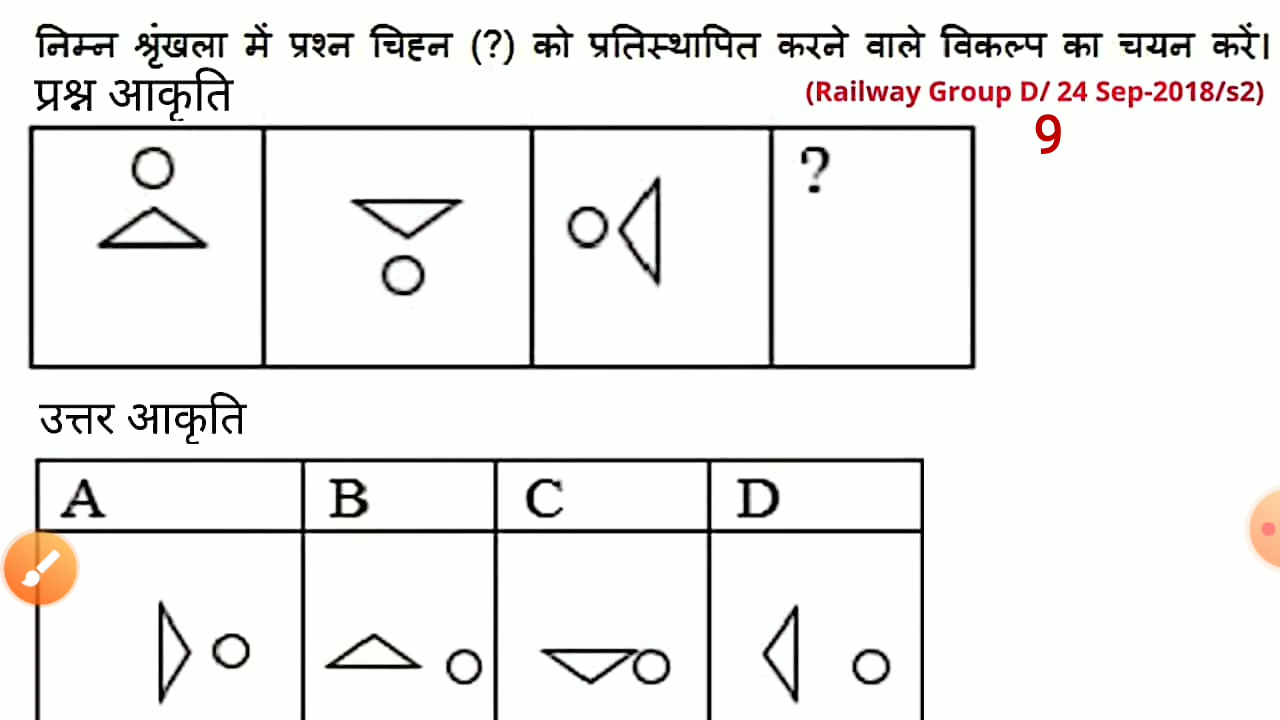 निम्न श्रृंखला में प्रश्न चिह्न (?) को प्रतिस्थापित करने वाले विकल्प का चयन करें।
प्रश्न आकृति
(Railway Group D/ 24 Sep-2018/s2)
9
?
उत्तर आकृति
A B C D